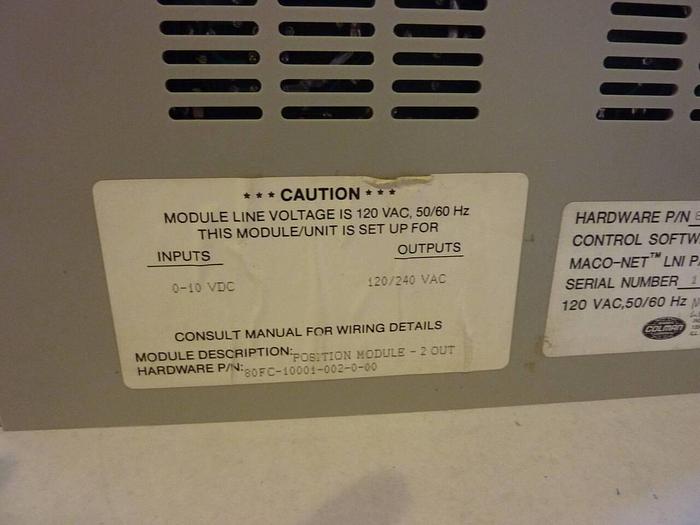 *** CAUTION ***
MODULE LINE VOLTAGE IS 120 VAC, 50/60 Hz
THIS MODULE/UNIT IS SET UP FOR
INPUTS OUTPUTS
0-10 VDC 120/240 VAC
CONSULT MANUAL FOR WIRING DETAILS
MODULE DESCRIPTION: POSITION MODULE - 2 OUT
HARDWARE P/N: 80FC-10001-002-0-00
HARDWARE P/N
CONTROL SOFTW
MACO-NET™ LNI P
SERIAL NUMBER 1
120 VAC,50/60 Hz
COLMAN